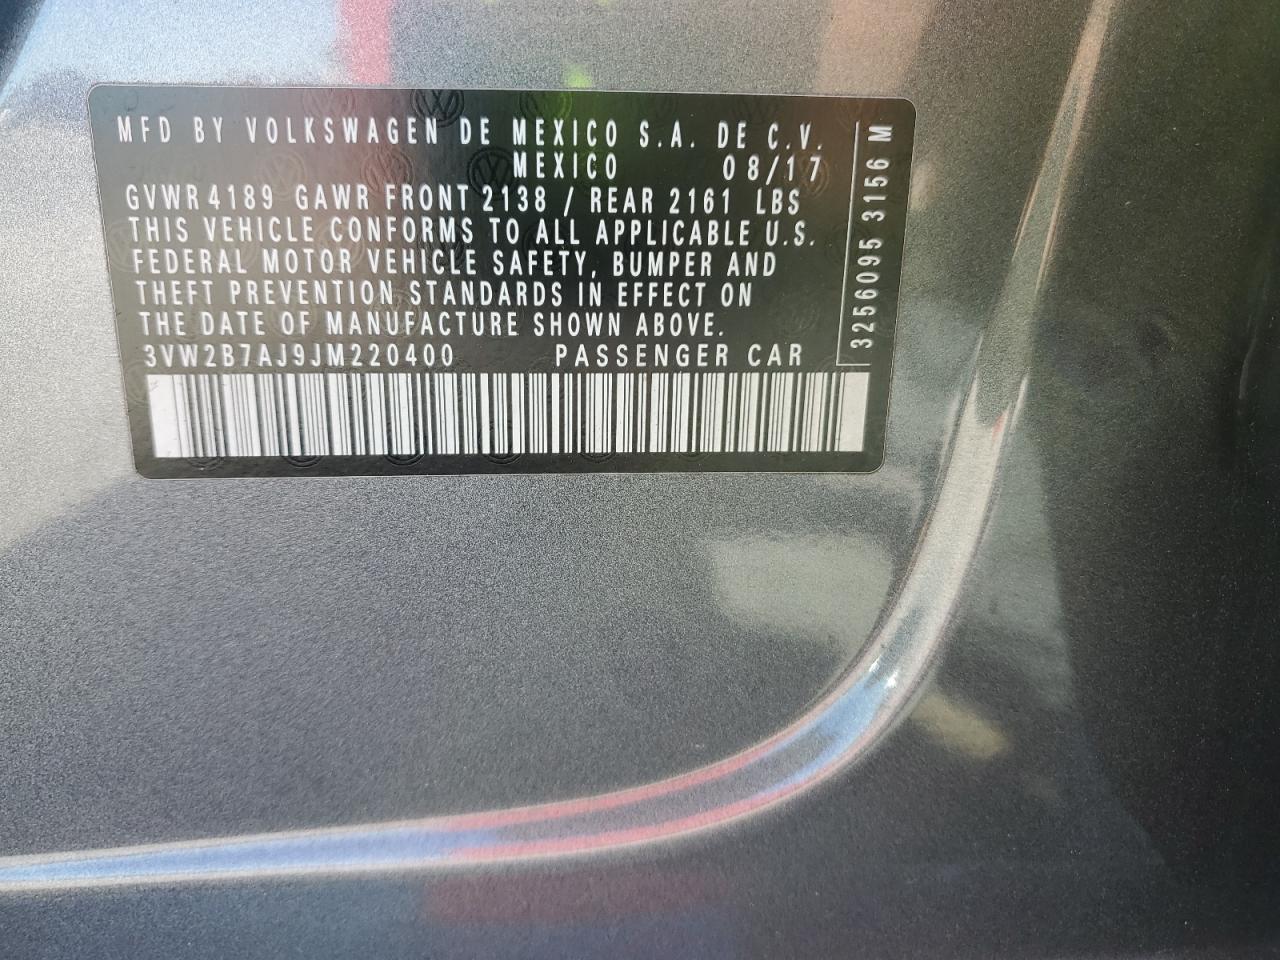 MFD BY VOLKSWAGEN DE MEXICO S.A. DE C.V.
MEXICO 08/17
GVWR 4189 GAWR FRONT 2138 / REAR 2161 LBS
THIS VEHICLE CONFORMS TO ALL APPLICABLE U.S.
FEDERAL MOTOR VEHICLE SAFETY, BUMPER AND
THEFT PREVENTION STANDARDS IN EFFECT ON
THE DATE OF MANUFACTURE SHOWN ABOVE.
3VW2B7AJ9JM220400 PASSENGER CAR
3256095 3156 M